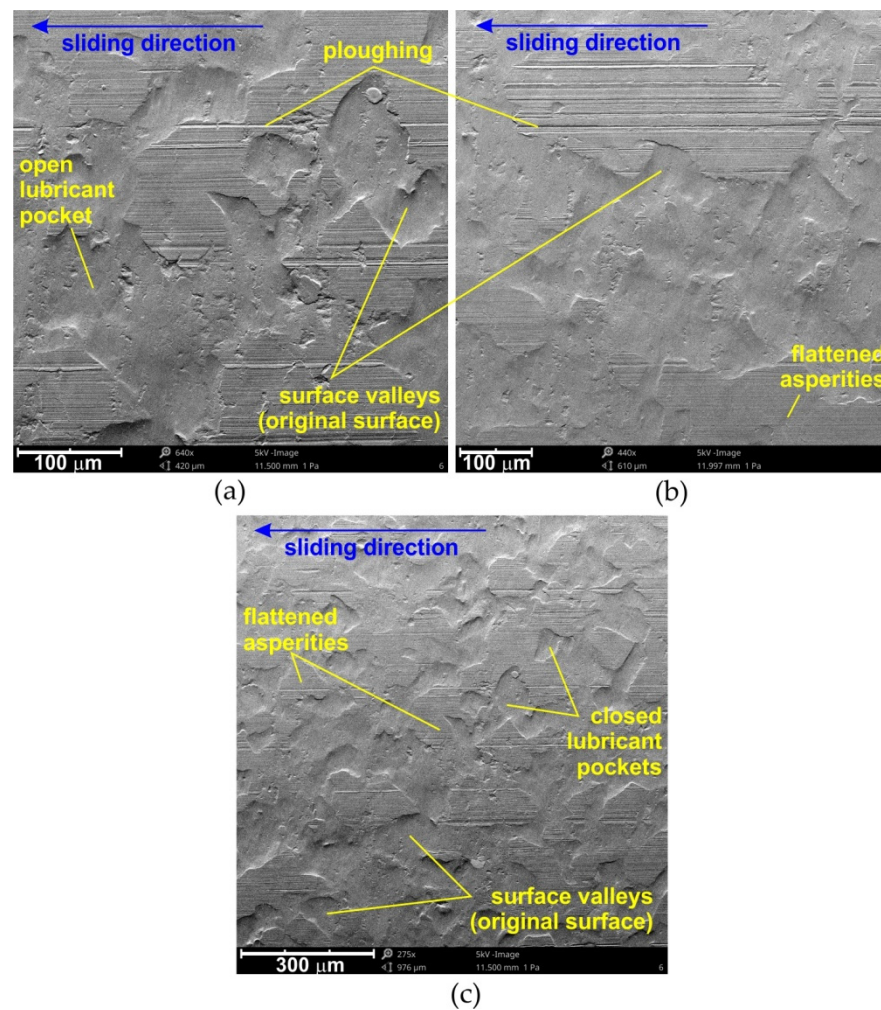 sliding direction
ploughing
open
lubricant
pocket
surface valleys
(original surface)
100 μm
640x
420 μm
5kV -Image
11.500 mm 1 Pa
6
(a)
sliding direction
flattened
asperities
100 μm
440x
610 μm
5kV -Image
11.997 mm 1 Pa
(b)
sliding direction
flattened
asperities
closed
lubricant
pockets
surface valleys
(original surface)
300 μm
275x
976 μm
5kV -Image
11.500 mm 1 Pa
6
(c)